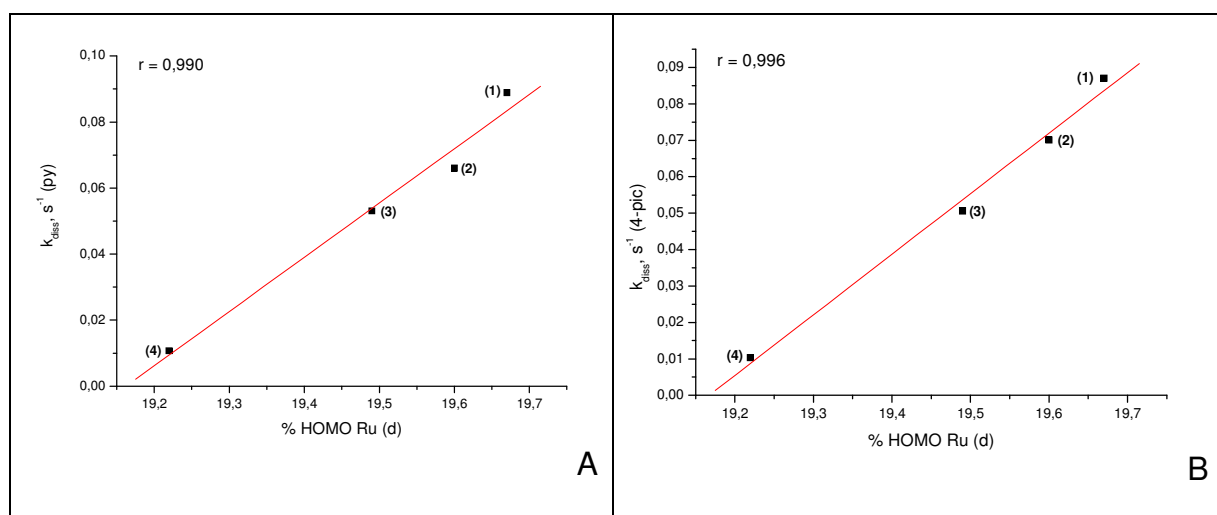 r = 0,990
0,10
0,08
0,06
0,04
0,02
0,00
k_diss, s⁻¹ (py)
(1)
(2)
(3)
(4)
19,2 19,3 19,4 19,5 19,6 19,7
% HOMO Ru (d)
A
r = 0,996
0,09
0,08
0,07
0,06
0,05
0,04
0,03
0,02
0,01
0,00
k_diss, s⁻¹ (4-pic)
(1)
(2)
(3)
(4)
19,2 19,3 19,4 19,5 19,6 19,7
% HOMO Ru (d)
B